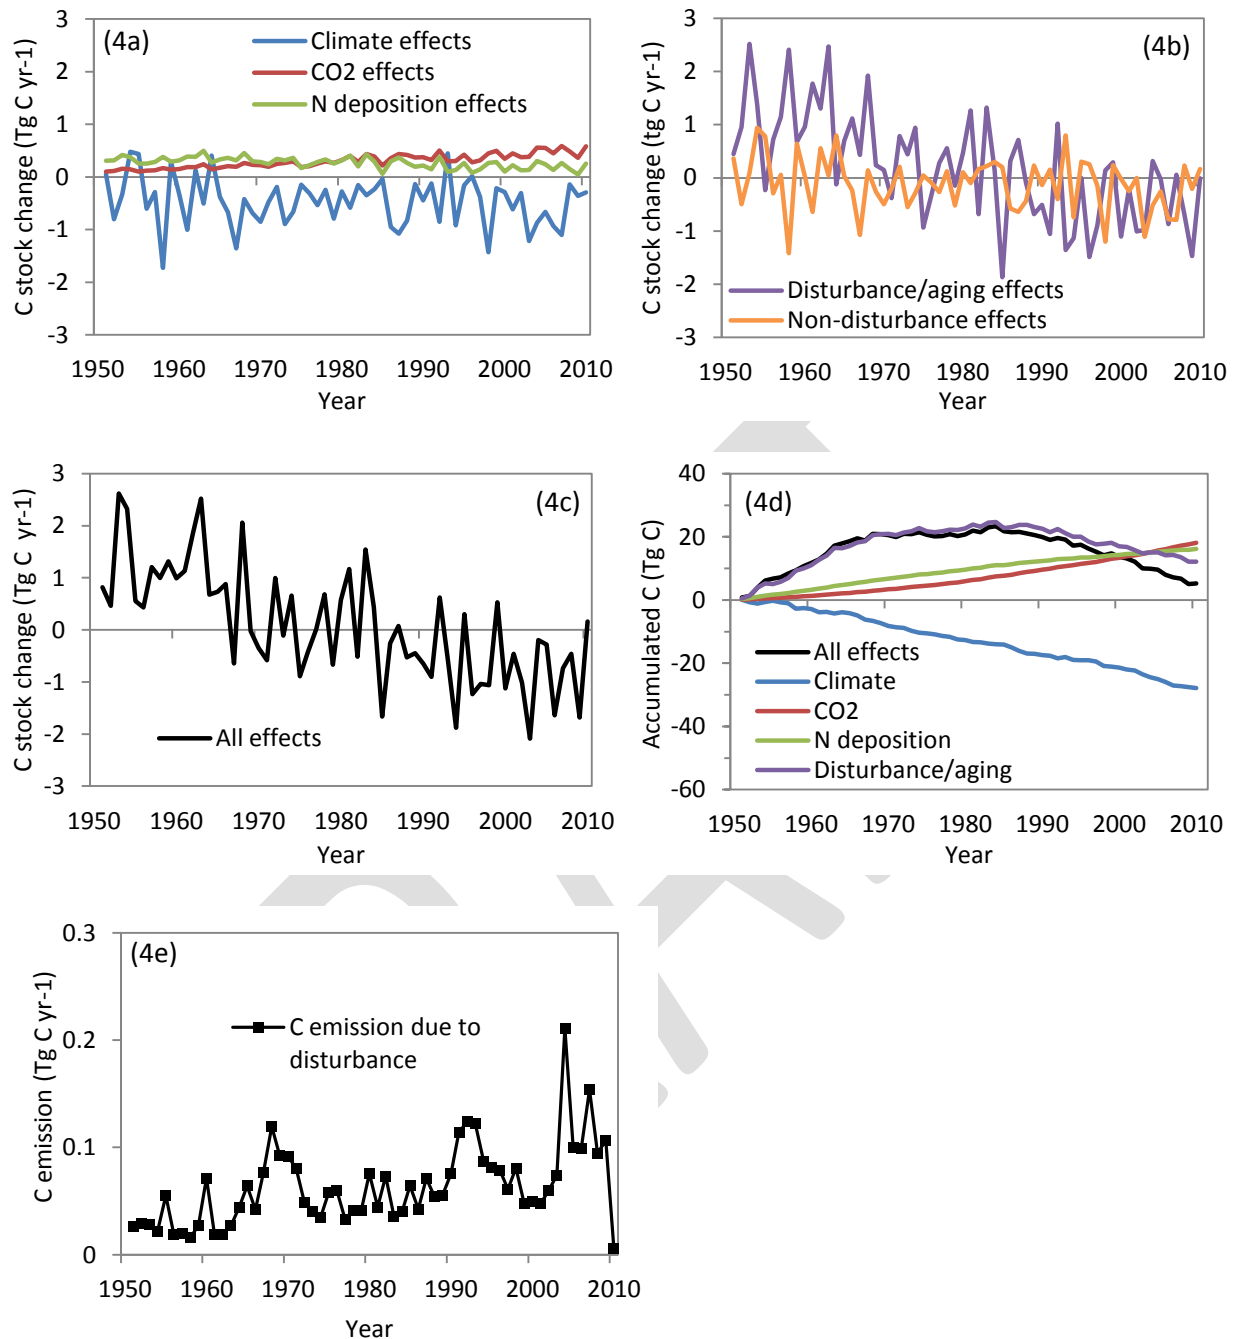 (4a)
Climate effects
CO2 effects
N deposition effects
C stock change (Tg C yr-1)
3
2
1
0
-1
-2
-3
1950 1960 1970 1980 1990 2000 2010
Year
(4b)
Disturbance/aging effects
Non-disturbance effects
C stock change (tg C yr-1)
3
2
1
0
-1
-2
-3
1950 1960 1970 1980 1990 2000 2010
Year
(4c)
All effects
C stock change (Tg C yr-1)
3
2
1
0
-1
-2
-3
1950 1960 1970 1980 1990 2000 2010
Year
(4d)
All effects
Climate
CO2
N deposition
Disturbance/aging
Accumulated C (Tg C)
40
20
0
-20
-40
-60
1950 1960 1970 1980 1990 2000 2010
Year
(4e)
C emission due to
disturbance
C emission (Tg C yr-1)
0.3
0.2
0.1
0
1950 1960 1970 1980 1990 2000 2010
Year